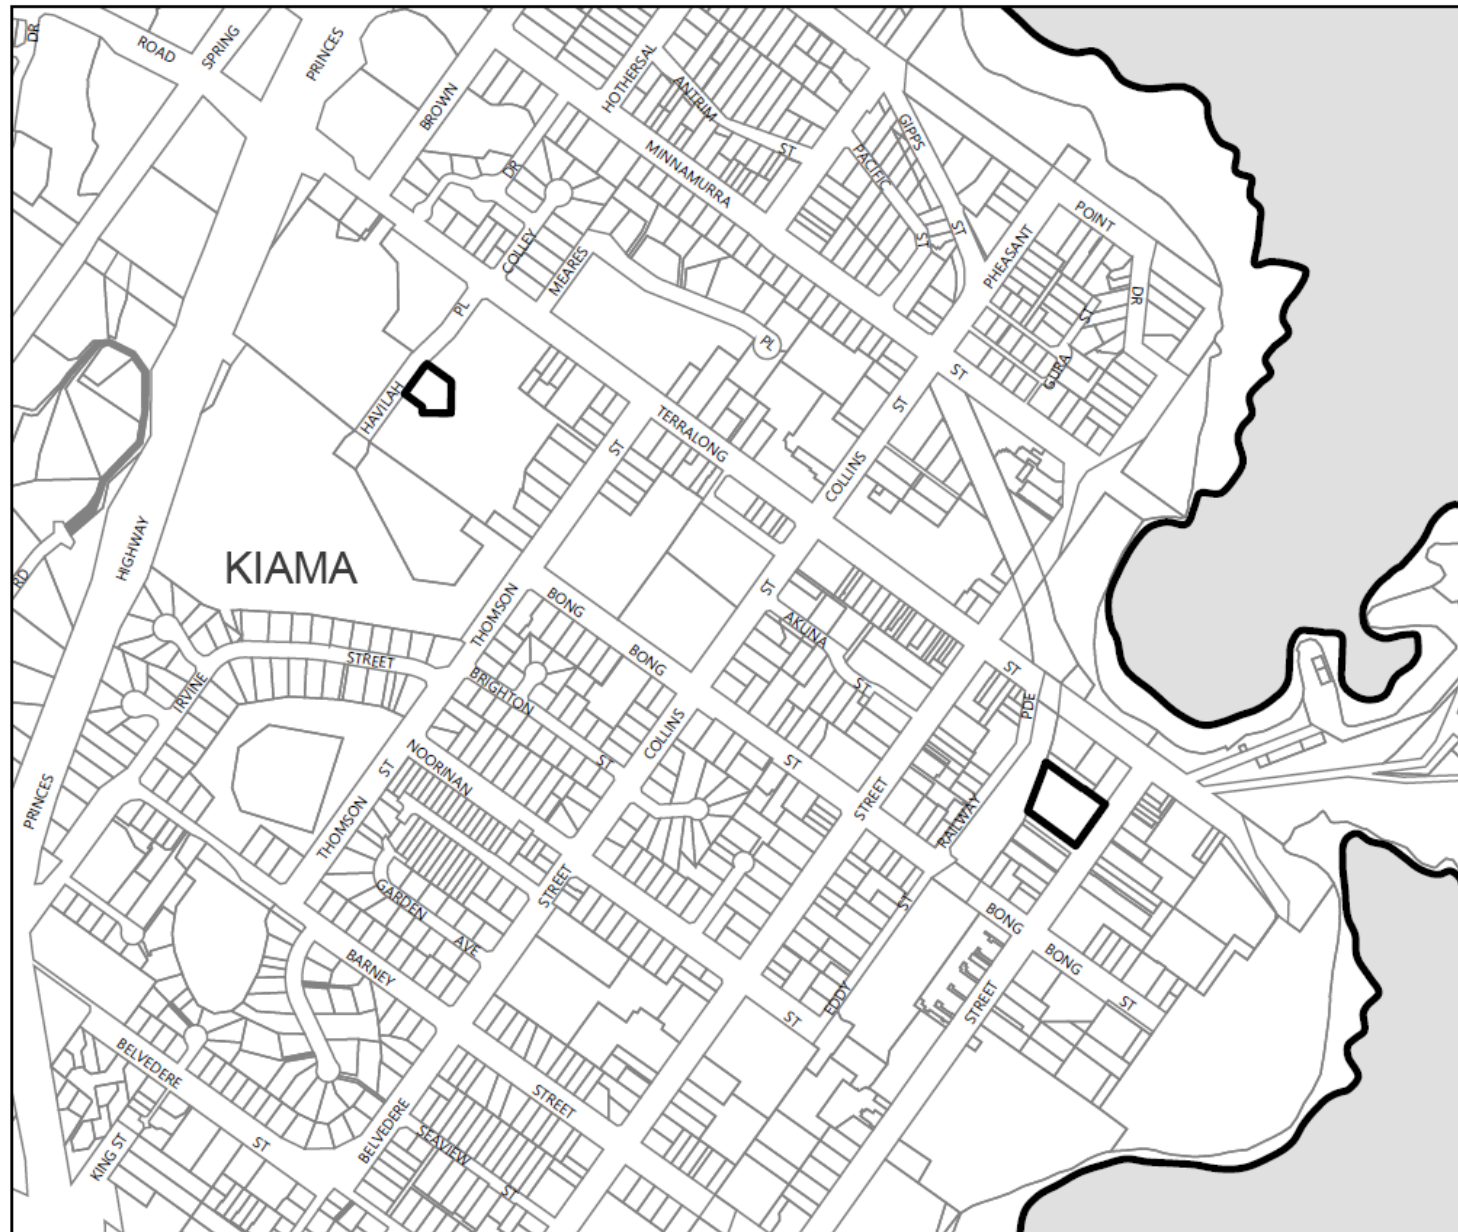 DR
ROAD
SPRING
PRINCES
BROWN
HOTHERSAL
ANTRIM
ST
MINNAMURRA
GIPPS
PACIFIC
ST
ST
DR
COLLEY
MEARES
PL
PL
PHEASANT
POINT
DR
ST
GURA
ST
HAVILAH
ST
TERRALONG
ST
COLLINS
HIGHWAY
RD
KIAMA
THOMSON
BONG
BONG
ST
AKUNA
ST
ST
PDE
STREET
IRVINE
BRIGHTON
ST
COLLINS
ST
NOORINAN
ST
THOMSON
PRINCES
STREET
RAILWAY
GARDEN
AVE
STREET
ST
BONG
BONG
ST
BARNEY
EDDY
ST
STREET
BELVEDERE
ST
KING ST
BELVEDERE
STREET
SEAVIEW
ST